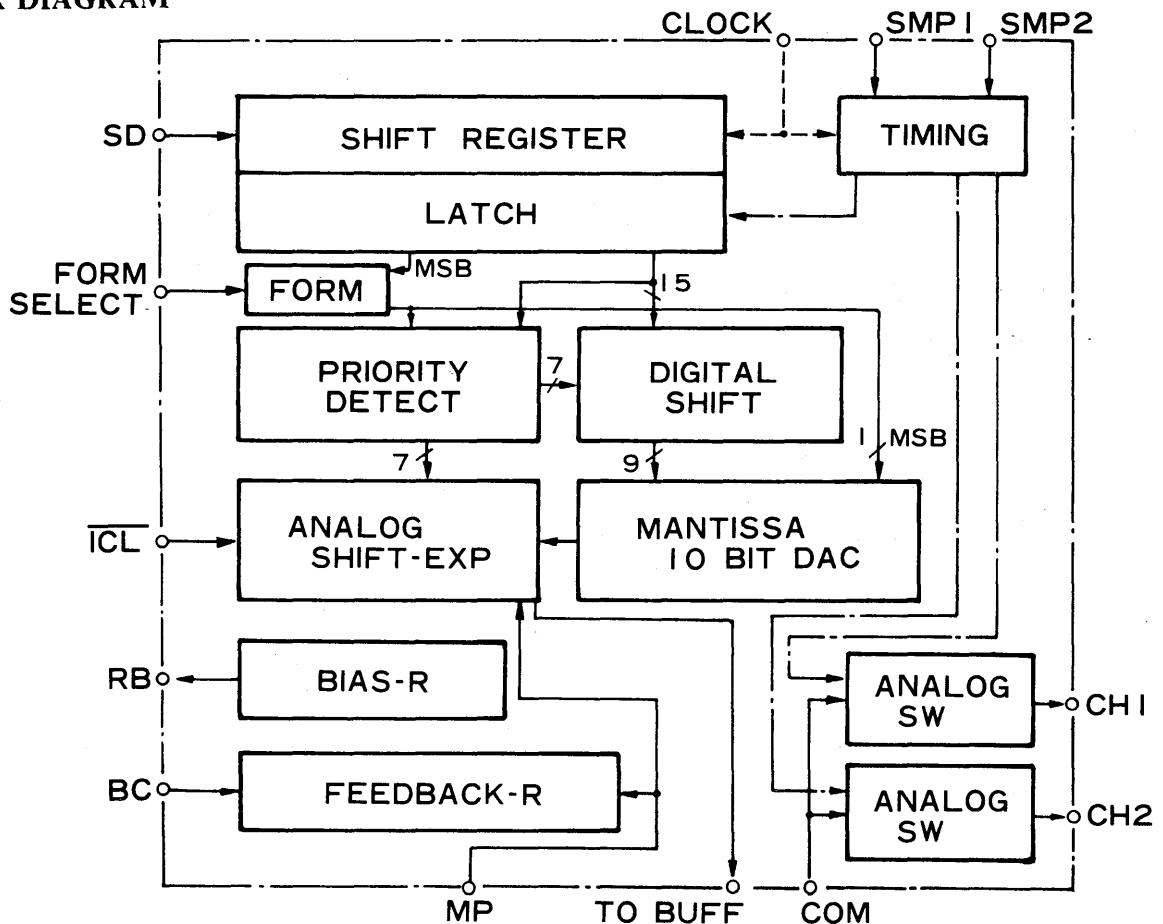 DIAGRAM
CLOCK
SMP1
SMP2
SD
SHIFT REGISTER
TIMING
LATCH
FORM
SELECT
MSB
FORM
15
PRIORITY
DETECT
7
DIGITAL
SHIFT
7
9
1
MSB
ICL
ANALOG
SHIFT-EXP
MANTISSA
10 BIT DAC
RB
BIAS-R
ANALOG
SW
CH1
BC
FEEDBACK-R
ANALOG
SW
CH2
MP
TO BUFF
COM